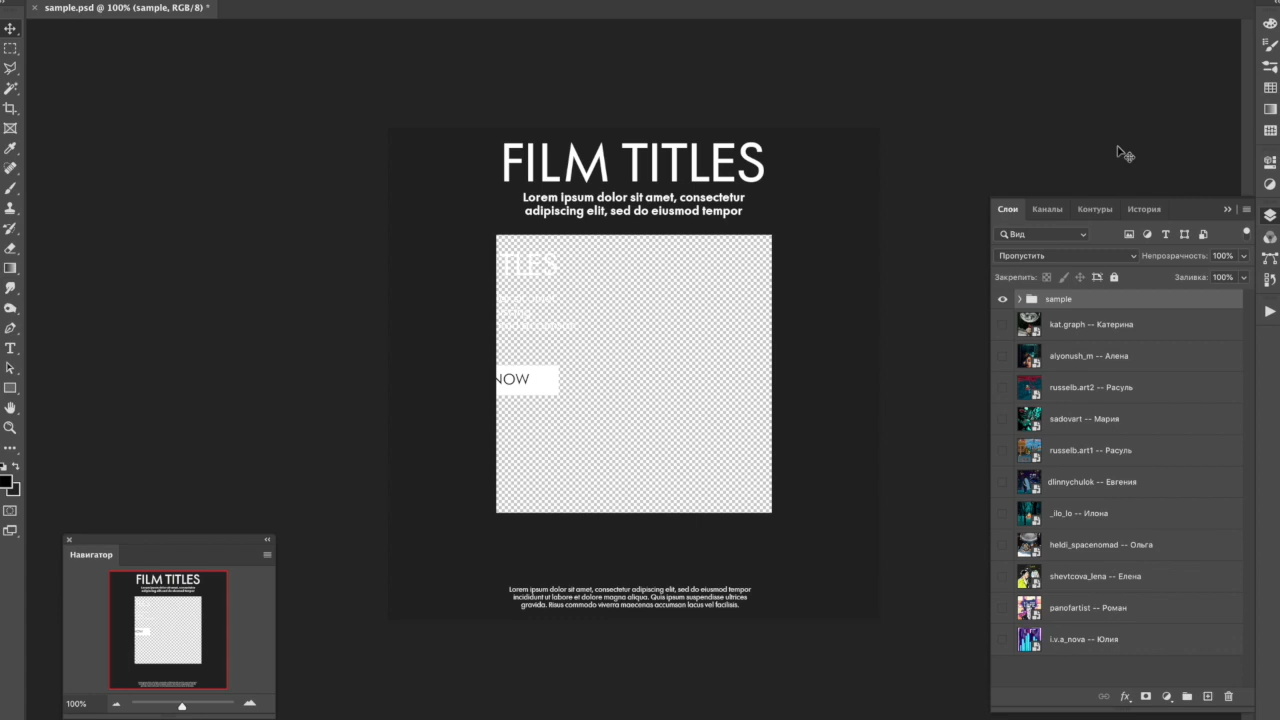 sample.psd @ 100% (sample, RGB/8) *
FILM TITLES
Lorem ipsum dolor sit amet, consectetur
adipiscing elit, sed do eiusmod tempor
TLES
NOW
Lorem ipsum dolor sit amet, consectetur adipiscing elit, sed do eiusmod tempor
incididunt ut labore et dolore magna aliqua. Quis ipsum suspendisse ultrices
gravida. Risus commodo viverra maecenas accumsan lacus vel facilisis.
Слои Каналы Контуры История
Вид
Пропустить Непрозрачность: 100%
Закрепить: Заливка: 100%
sample
kat.graph -- Катерина
alyonush_m -- Алена
russelb.art2 -- Расуль
sadovart -- Мария
russelb.art1 -- Расуль
dlinnychulok -- Евгения
_ilo_lo -- Илона
heldi_spacenomad -- Ольга
shevtcova_lena -- Елена
panofartist -- Роман
i.v.a_nova -- Юлия
fx
Навигатор
FILM TITLES
100%